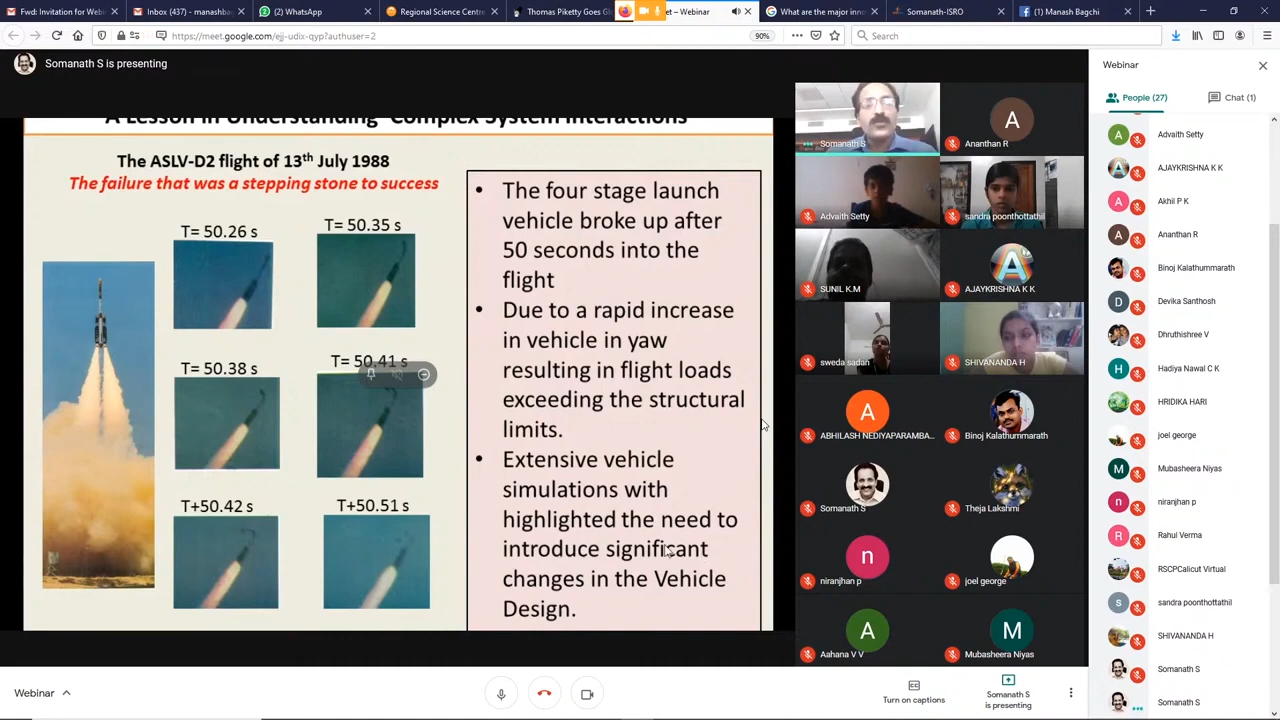 Fwd: Invitation for Webinar
Inbox (437) - manashbag
(2) WhatsApp
Regional Science Centre
Thomas Piketty Goes Gl
et – Webinar
What are the major inno
Somanath-ISRO
Manash Bagchi
https://meet.google.com/ejj-udix-qyp?authuser=2
90%
Search
Somanath S is presenting
A Lesson in Understanding Complex System Interactions
The ASLV-D2 flight of 13th July 1988
The failure that was a stepping stone to success
T= 50.26 s
T= 50.35 s
T= 50.38 s
T= 50.41 s
T+50.42 s
T+50.51 s
• The four stage launch
vehicle broke up after
50 seconds into the
flight
• Due to a rapid increase
in vehicle in yaw
resulting in flight loads
exceeding the structural
limits.
• Extensive vehicle
simulations with
highlighted the need to
introduce significant
changes in the Vehicle
Design.
Somanath S
A
Ananthan R
Advaith Setty
sandra poonthottathil
SUNIL K.M
AJAYKRISHNA K K
sweda sadan
SHIVANANDA H
A
ABHILASH NEDIYAPARAMBA...
Binoj Kalathummarath
Somanath S
Theja Lakshmi
n
niranjhan p
joel george
A
Aahana V V
M
Mubasheera Niyas
Webinar
People (27)
Chat (1)
A Advaith Setty
AJAYKRISHNA K K
A Akhil P K
A Ananthan R
Binoj Kalathummarath
D Devika Santhosh
Dhruthishree V
H Hadiya Nawal C K
HRIDIKA HARI
joel george
M Mubasheera Niyas
n niranjhan p
R Rahul Verma
RSCPCalicut Virtual
s sandra poonthottathil
SHIVANANDA H
Somanath S
Somanath S
Webinar
Turn on captions
Somanath S
is presenting